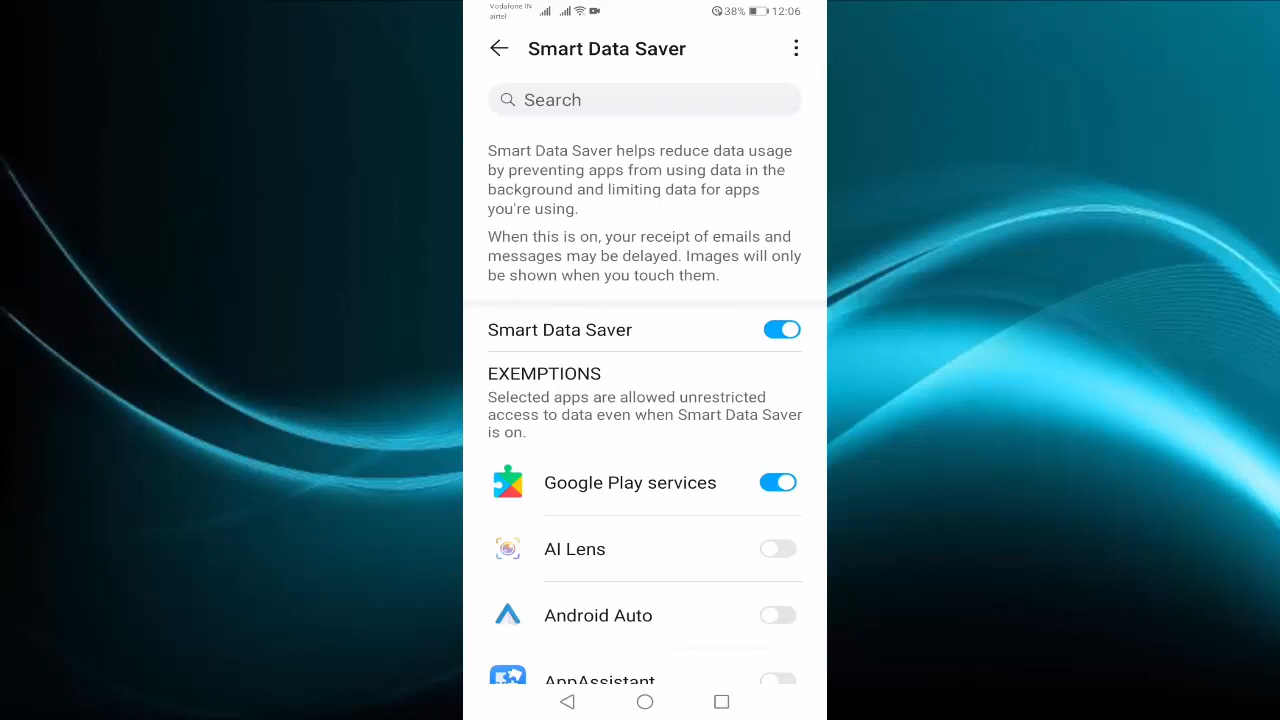 Vodafone IN
airtel
38%
12:06
Smart Data Saver
Search
Smart Data Saver helps reduce data usage
by preventing apps from using data in the
background and limiting data for apps
you're using.
When this is on, your receipt of emails and
messages may be delayed. Images will only
be shown when you touch them.
Smart Data Saver
EXEMPTIONS
Selected apps are allowed unrestricted
access to data even when Smart Data Saver
is on.
Google Play services
AI Lens
Android Auto
AppAssistant